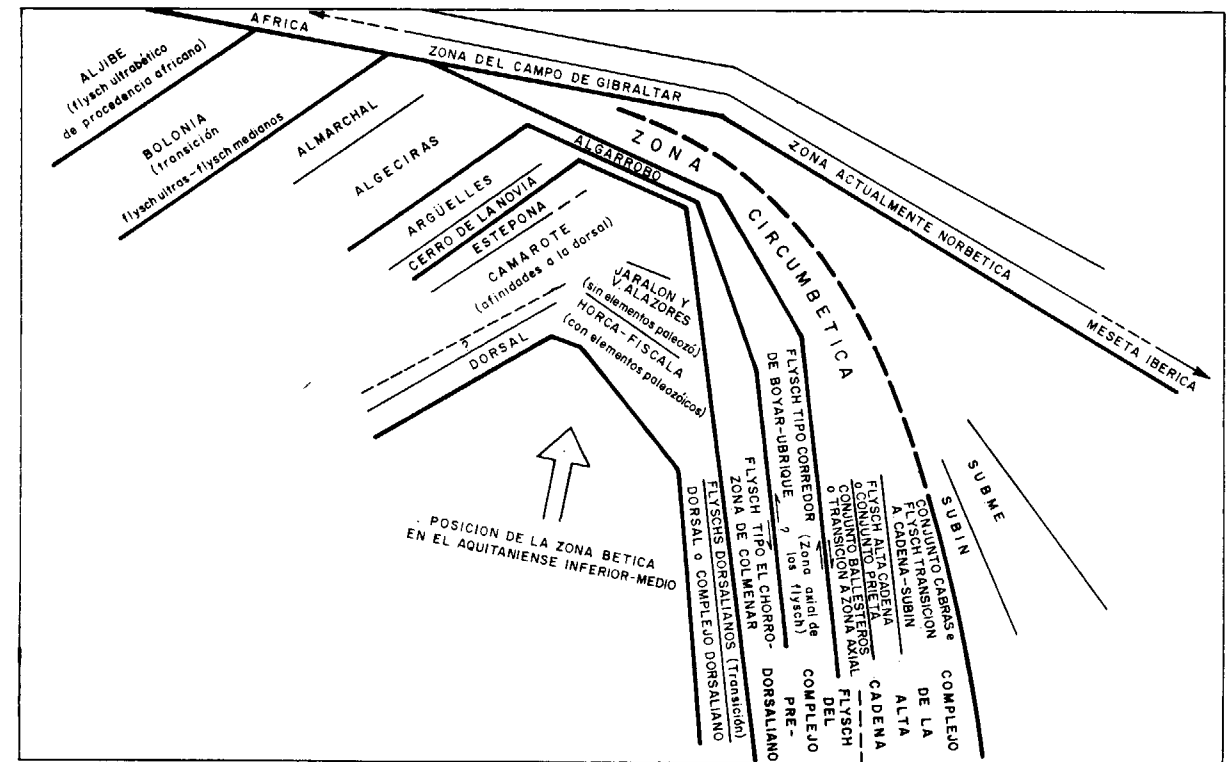 AFRICA
ZONA DEL CAMPO DE GIBRALTAR
ZONA ACTUALMENTE NORBETICA
MESETA IBERICA
ALJIBE
(flysch ultrabético
de procedencia africana)
BOLONIA
(transición
flysch ultras-flysch medianos
ALMARCHAL
ALGECIRAS
ARGÜELLES
CERRO DE LA NOVIA
ESTEPONA
CAMAROTE
(afinidades a la dorsal)
?
DORSAL
ALGARROBO
ZONA
CIRCUMBETICA
JARALON Y
V. ALAZORES
(sin elementos paleozó)
HORCA-FISCALA
(con elementos paleozóicos)
POSICION DE LA ZONA BETICA
EN EL AQUITANIENSE INFERIOR-MEDIO
DORSAL o COMPLEJO DORSALIANO
FLYSCHS DORSALIANOS (Transición)
FLYSCH TIPO EL CHORRO-
ZONA DE COLMENAR
FLYSCH TIPO CORREDOR (Zona axial de
DE BOYAR-UBRIQUE ? los flysch)
COMPLEJO
PRE-
DORSALIANO
FLYSCH ALTA CADENA
o CONJUNTO PRIETA
CONJUNTO BALLESTEROS
o TRANSICION A ZONA AXIAL
FLYSCH
DEL
CONJUNTO CABRAS e
FLYSCH TRANSICION
A CADENA-SUBIN
COMPLEJO
DE LA
ALTA
CADENA
SUBIN
SUBME